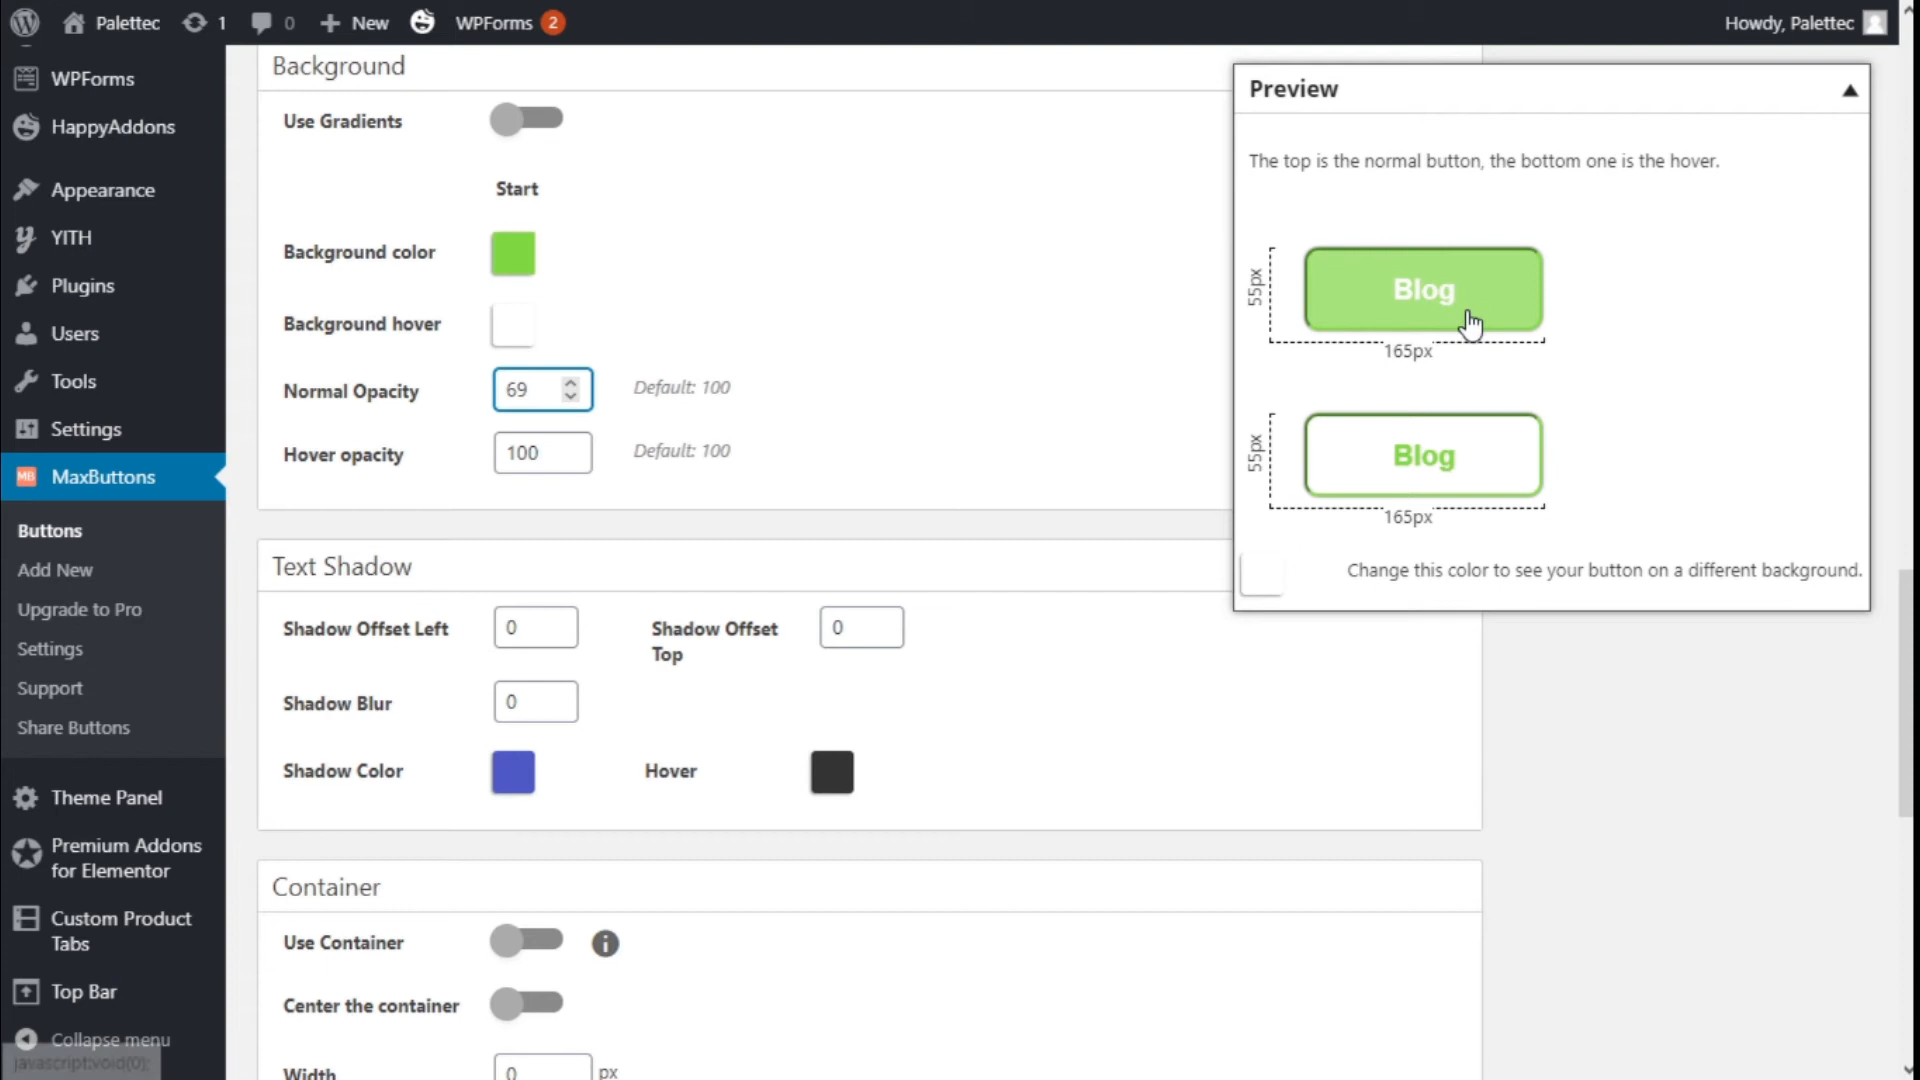 Palettec 1 0 New WPForms 2 Howdy, Palettec
WPForms
HappyAddons
Appearance
YITH
Plugins
Users
Tools
Settings
MB MaxButtons
Buttons
Add New
Upgrade to Pro
Settings
Support
Share Buttons
Theme Panel
Premium Addons
for Elementor
Custom Product
Tabs
Top Bar
Collapse menu
javascript:void(0);
Background
Use Gradients
Start
Background color
Background hover
Normal Opacity 69 Default: 100
Hover opacity 100 Default: 100
Text Shadow
Shadow Offset Left 0 Shadow Offset
Top 0
Shadow Blur 0
Shadow Color Hover
Container
Use Container
Center the container
Width 0 px
Preview
The top is the normal button, the bottom one is the hover.
55px Blog
165px
55px Blog
165px
Change this color to see your button on a different background.